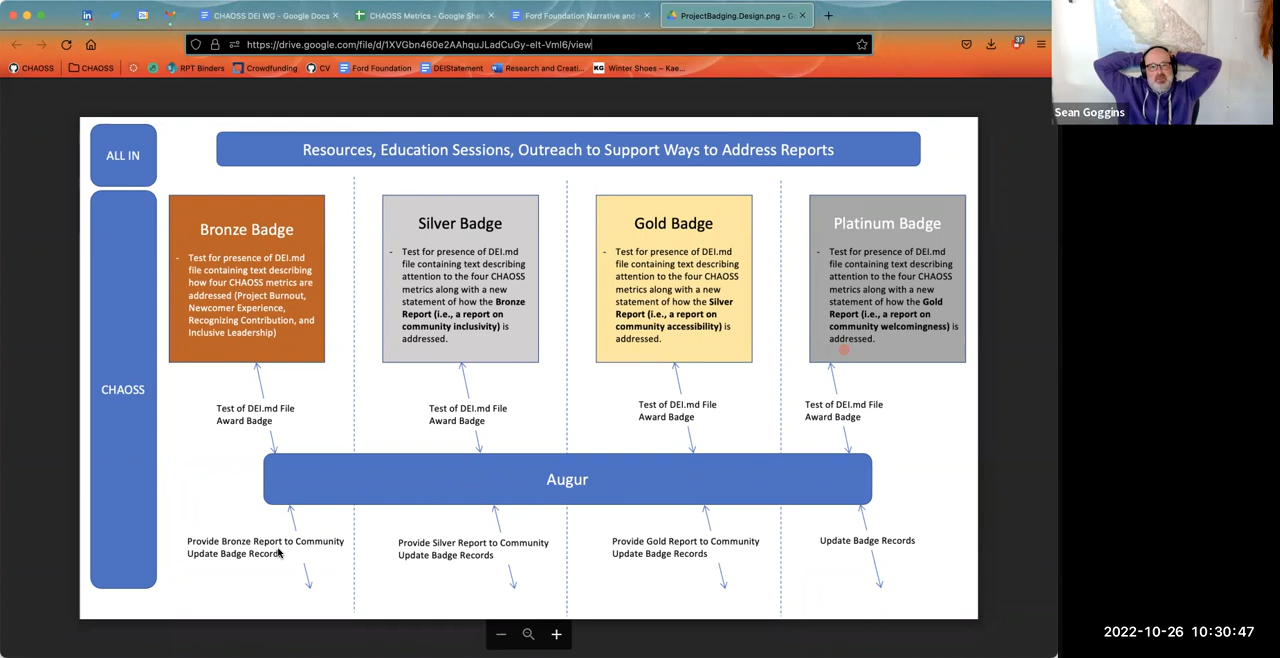 CHAOSS DEI WG - Google Docs
CHAOSS Metrics - Google She
Ford Foundation Narrative and
ProjectBadging.Design.png - G
https://drive.google.com/file/d/1XVGbn460e2AAhquJLadCuGy-elt-Vml6/view
37
CHAOSS
CHAOSS
RPT Binders
Crowdfunding
CV
Ford Foundation
DEIStatement
Research and Creati...
KG
Winter Shoes – Kae...
Sean Goggins
ALL IN
Resources, Education Sessions, Outreach to Support Ways to Address Reports
CHAOSS
Bronze Badge
- Test for presence of DEI.md
file containing text describing
how four CHAOSS metrics are
addressed (Project Burnout,
Newcomer Experience,
Recognizing Contribution, and
Inclusive Leadership)
Silver Badge
- Test for presence of DEI.md
file containing text describing
attention to the four CHAOSS
metrics along with a new
statement of how the Bronze
Report (i.e., a report on
community inclusivity) is
addressed.
Gold Badge
- Test for presence of DEI.md
file containing text describing
attention to the four CHAOSS
metrics along with a new
statement of how the Silver
Report (i.e., a report on
community accessibility) is
addressed.
Platinum Badge
- Test for presence of DEI.md
file containing text describing
attention to the four CHAOSS
metrics along with a new
statement of how the Gold
Report (i.e., a report on
community welcomingness) is
addressed.
Test of DEI.md File
Award Badge
Test of DEI.md File
Award Badge
Test of DEI.md File
Award Badge
Test of DEI.md File
Award Badge
Augur
Provide Bronze Report to Community
Update Badge Records
Provide Silver Report to Community
Update Badge Records
Provide Gold Report to Community
Update Badge Records
Update Badge Records
2022-10-26 10:30:47